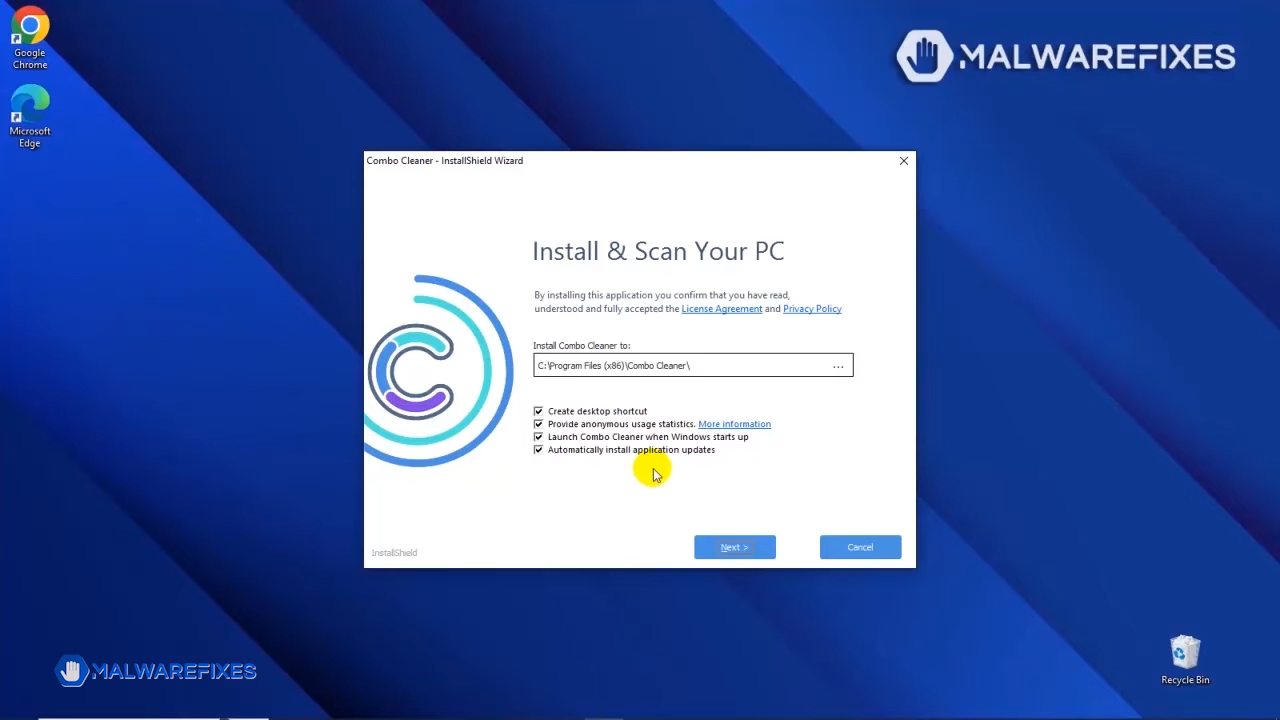 Google
Chrome
Microsoft
Edge
MALWAREFIXES
Combo Cleaner - InstallShield Wizard
Install & Scan Your PC
By installing this application you confirm that you have read,
understood and fully accepted the License Agreement and Privacy Policy
Install Combo Cleaner to:
C:\Program Files (x86)\Combo Cleaner\ ...
Create desktop shortcut
Provide anonymous usage statistics. More information
Launch Combo Cleaner when Windows starts up
Automatically install application updates
InstallShield
Next >
Cancel
MALWAREFIXES
Recycle Bin